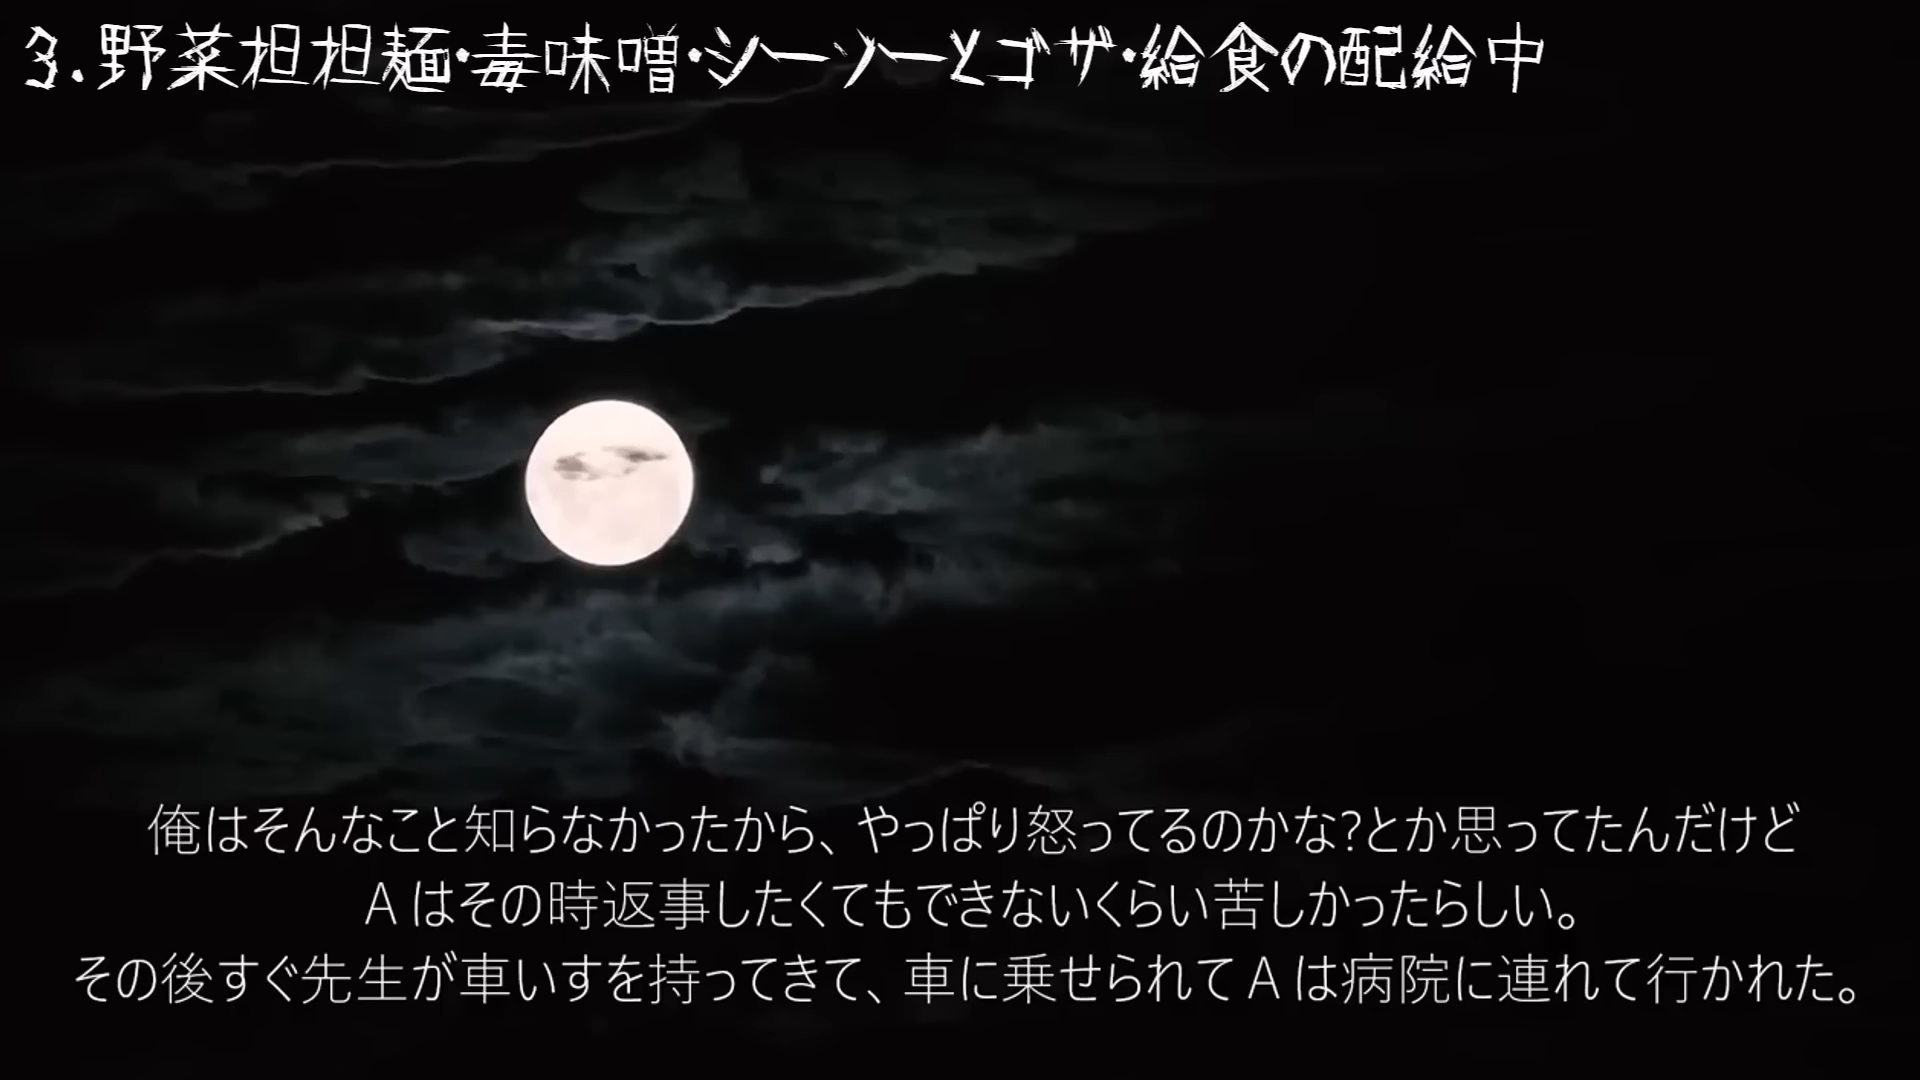 3.野菜担担麺・毒味噌・シーソーとゴザ・給食の配給中
俺はそんなこと知らなかったから、やっぱり怒ってるのかな?とか思ってたんだけど
Aはその時返事したくてもできないくらい苦しかったらしい。
その後すぐ先生が車いすを持ってきて、車に乗せられてAは病院に連れて行かれた。